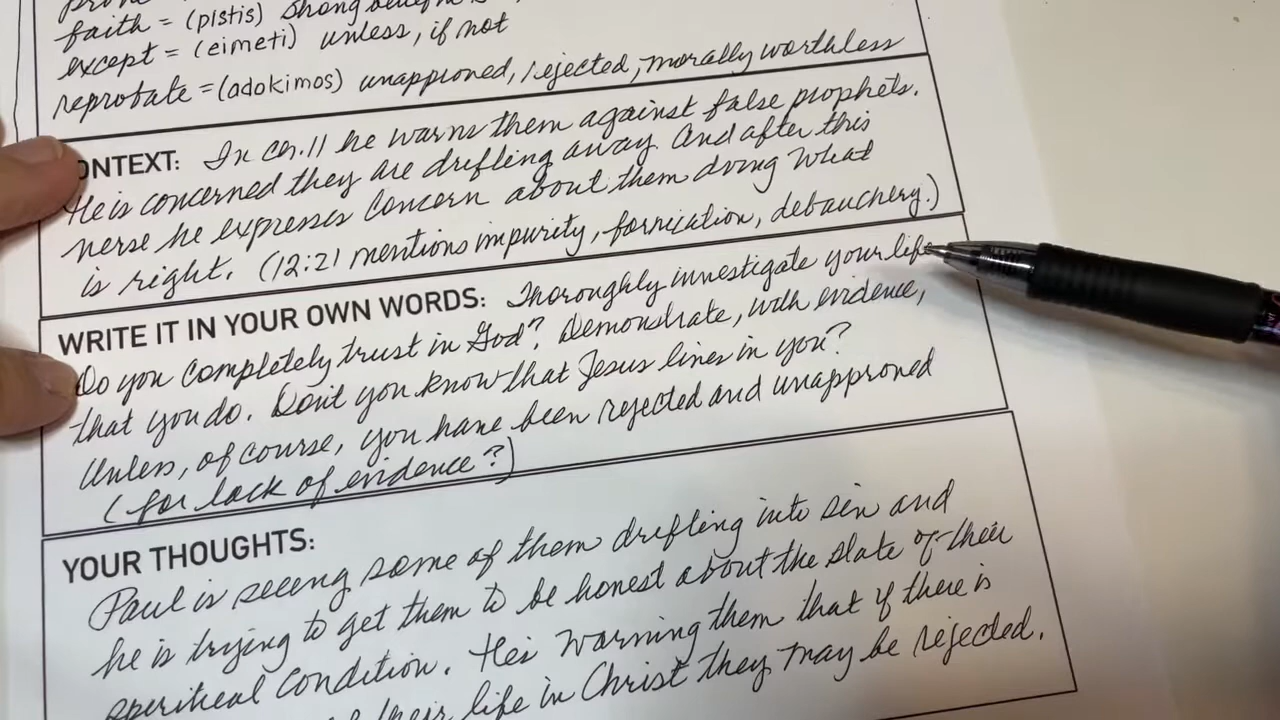 faith = (pistis) strong
except = (eimeti) unless, if not
reprobate = (adokimos) unapproved, rejected, morally worthless
ONTEXT: In ch. 11 he warns them against false prophets.
He is concerned they are drifting away. And after this
verse he expresses concern about them doing what
is right. (12:21 mentions impurity, fornication, debauchery.)
WRITE IT IN YOUR OWN WORDS: Thoroughly investigate your life
Do you completely trust in God? Demonstrate, with evidence,
that you do. Don't you know that Jesus lives in you?
Unless, of course, you have been rejected and unapproved
(for lack of evidence?)
YOUR THOUGHTS:
Paul is seeing some of them drifting into sin and
he is trying to get them to be honest about the state of their
spiritual condition. He's warning them that if there is
their life in Christ they may be rejected.